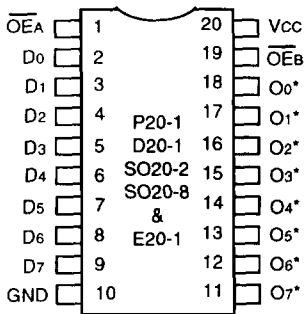 OEA 1 20 Vcc
D0 2 19 OEB
D1 3 18 O0*
D2 4 17 O1*
D3 5 16 O2*
D4 6 15 O3*
D5 7 14 O4*
D6 8 13 O5*
D7 9 12 O6*
GND 10 11 O7*
P20-1
D20-1
SO20-2
SO20-8
&
E20-1